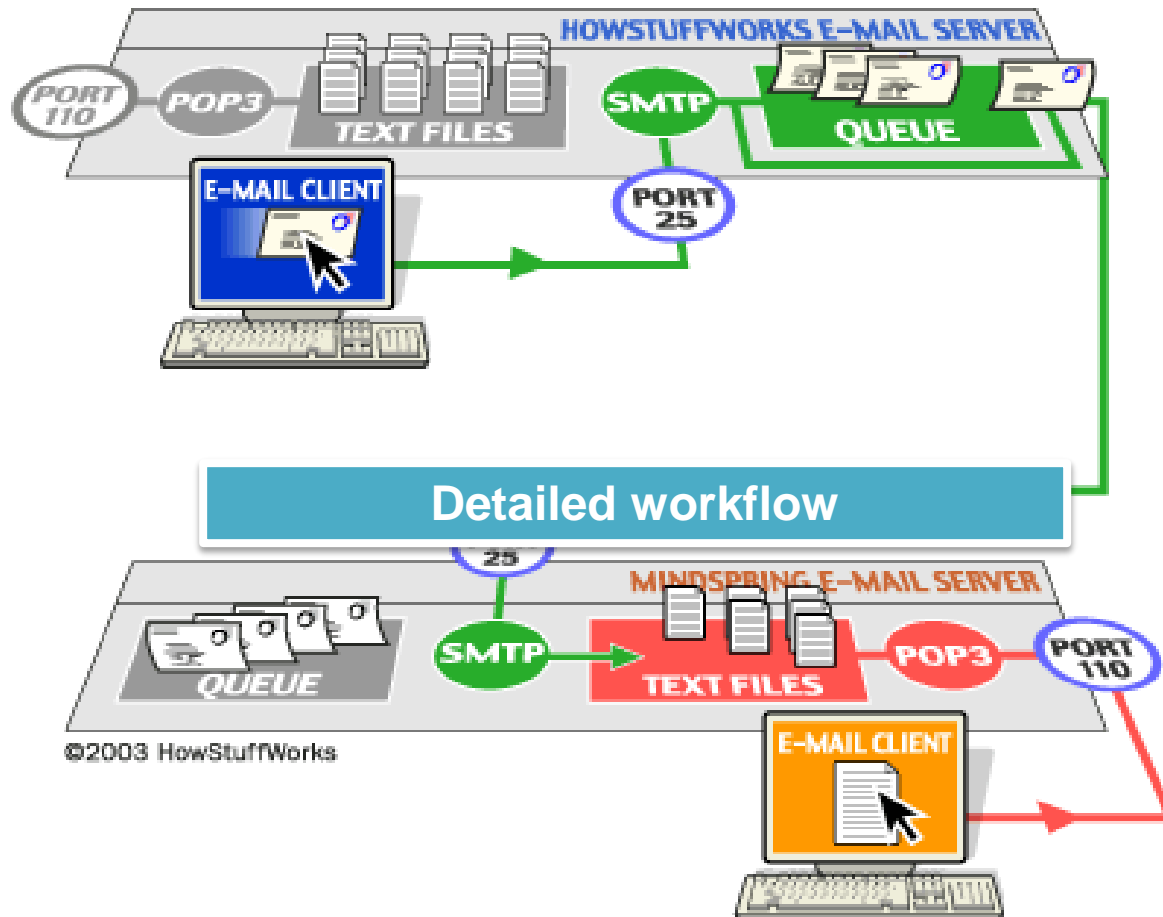 HOWSTUFFWORKS E-MAIL SERVER
PORT
110
POP3
TEXT FILES
SMTP
QUEUE
E-MAIL CLIENT
PORT
25
Detailed workflow
25
MINDSPRING E-MAIL SERVER
QUEUE
SMTP
TEXT FILES
POP3
PORT
110
©2003 HowStuffWorks
E-MAIL CLIENT